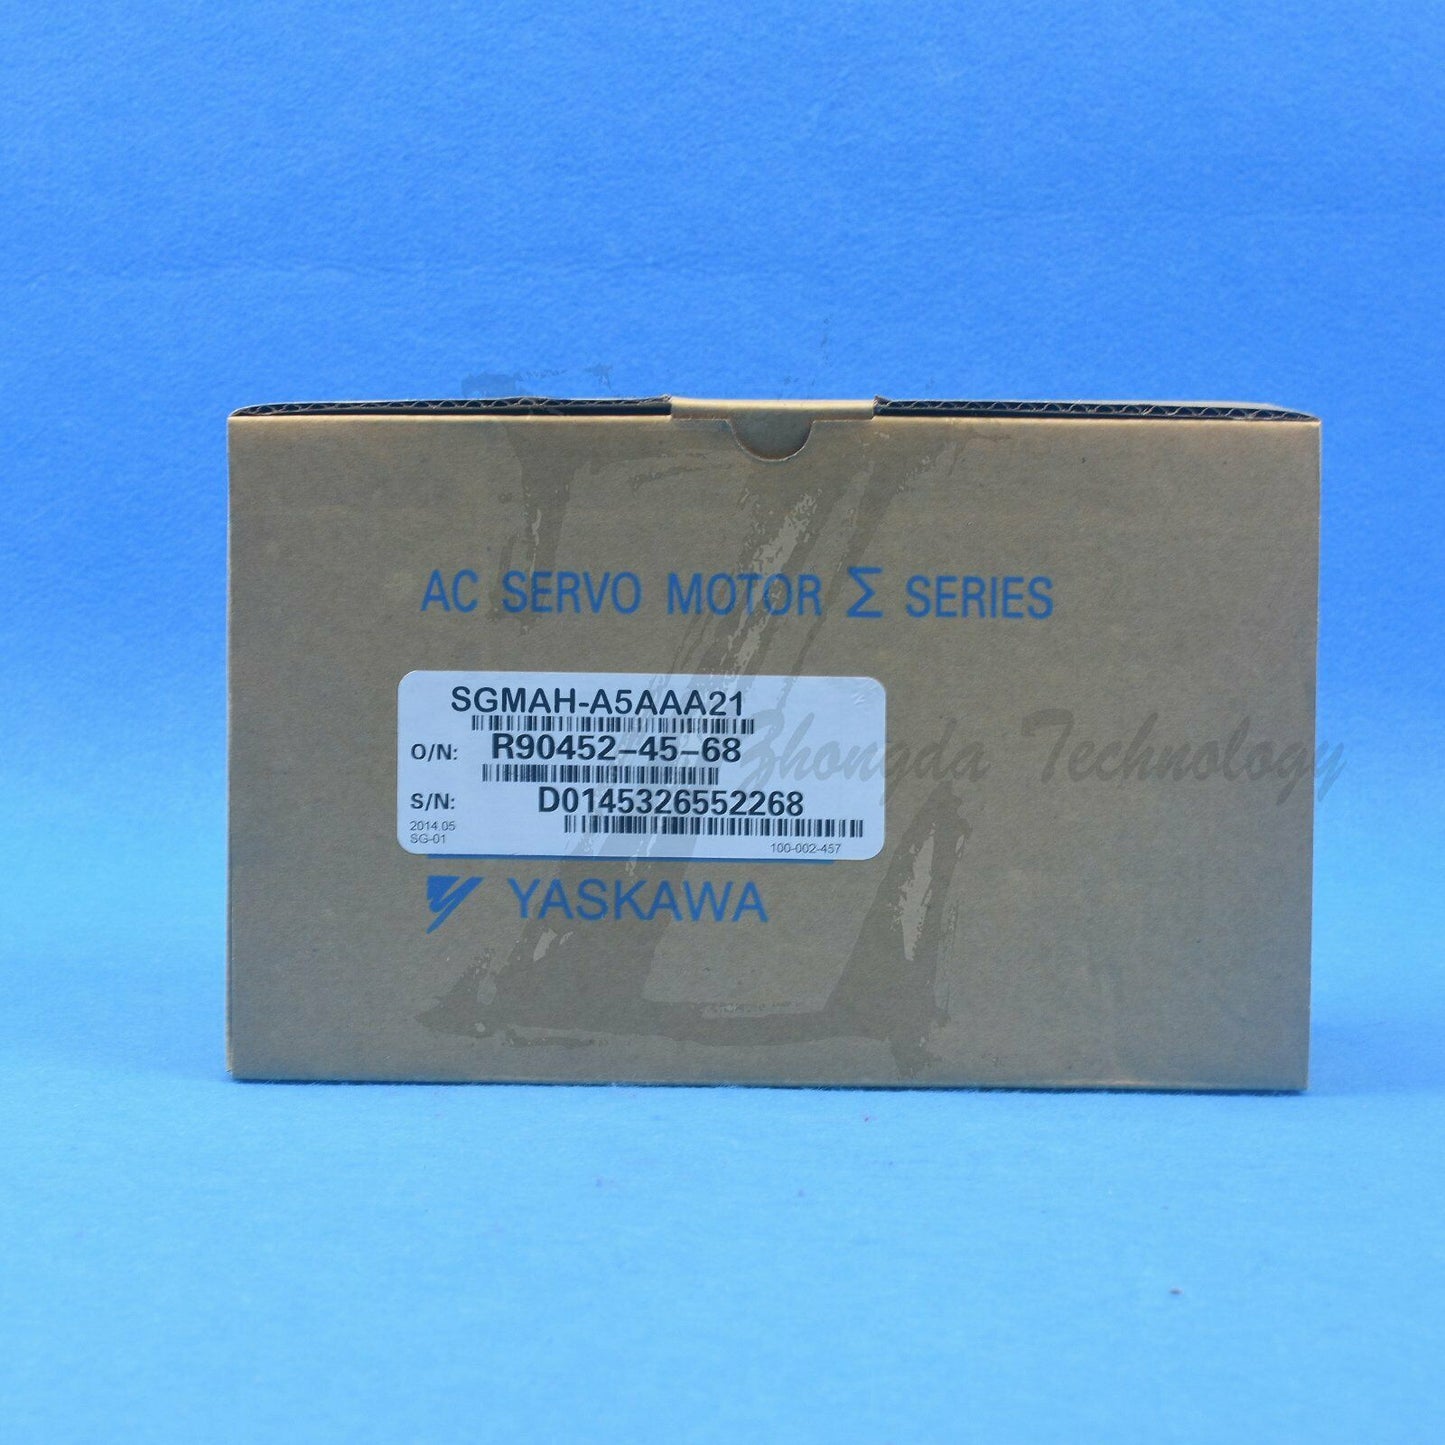 AC SERVO MOTOR Σ SERIES
SGMAH-A5AAA21
O/N: R90452-45-68
S/N: D0145326552268
2014.05
SG-01
100-002-457
YASKAWA
Zhongda Technology